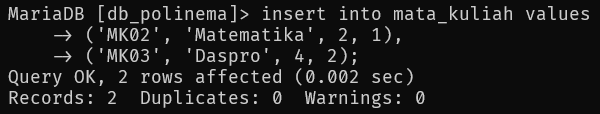 MariaDB [db_polinema]> insert into mata_kuliah values
    -> ('MK02', 'Matematika', 2, 1),
    -> ('MK03', 'Daspro', 4, 2);
Query OK, 2 rows affected (0.002 sec)
Records: 2  Duplicates: 0  Warnings: 0